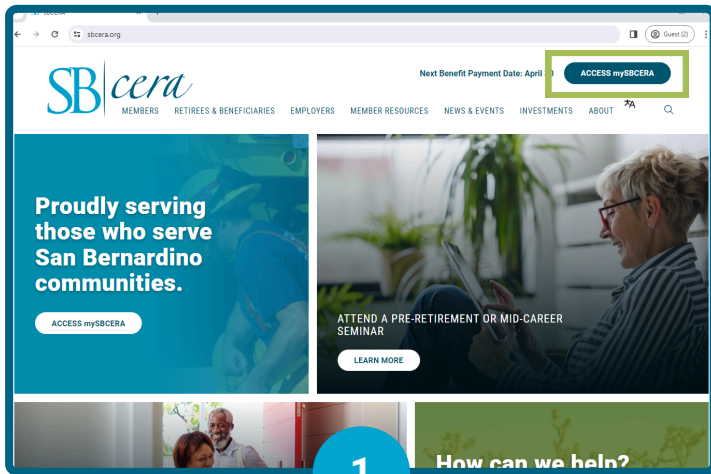 sbcera.org
Guest (2)
SB cera
Next Benefit Payment Date: April
ACCESS mySBCERA
MEMBERS RETIREES & BENEFICIARIES EMPLOYERS MEMBER RESOURCES NEWS & EVENTS INVESTMENTS ABOUT
Proudly serving
those who serve
San Bernardino
communities.
ACCESS mySBCERA
ATTEND A PRE-RETIREMENT OR MID-CAREER
SEMINAR
LEARN MORE
How can we help?
1